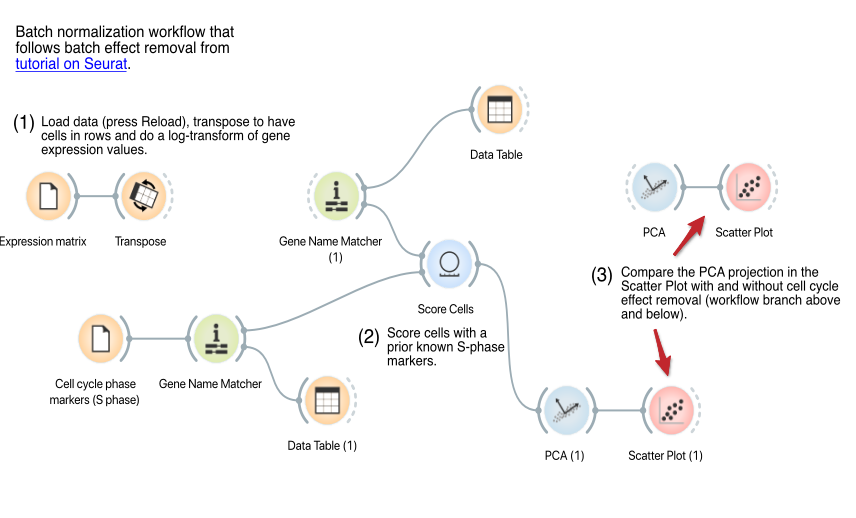 Batch normalization workflow that
follows batch effect removal from
tutorial on Seurat.
(1) Load data (press Reload), transpose to have
cells in rows and do a log-transform of gene
expression values.
Data Table
Expression matrix
Transpose
Gene Name Matcher
(1)
PCA
Scatter Plot
(3) Compare the PCA projection in the
Scatter Plot with and without cell cycle
effect removal (workflow branch above
and below).
Score Cells
(2) Score cells with a
prior known S-phase
markers.
Cell cycle phase
markers (S phase)
Gene Name Matcher
Data Table (1)
PCA (1)
Scatter Plot (1)